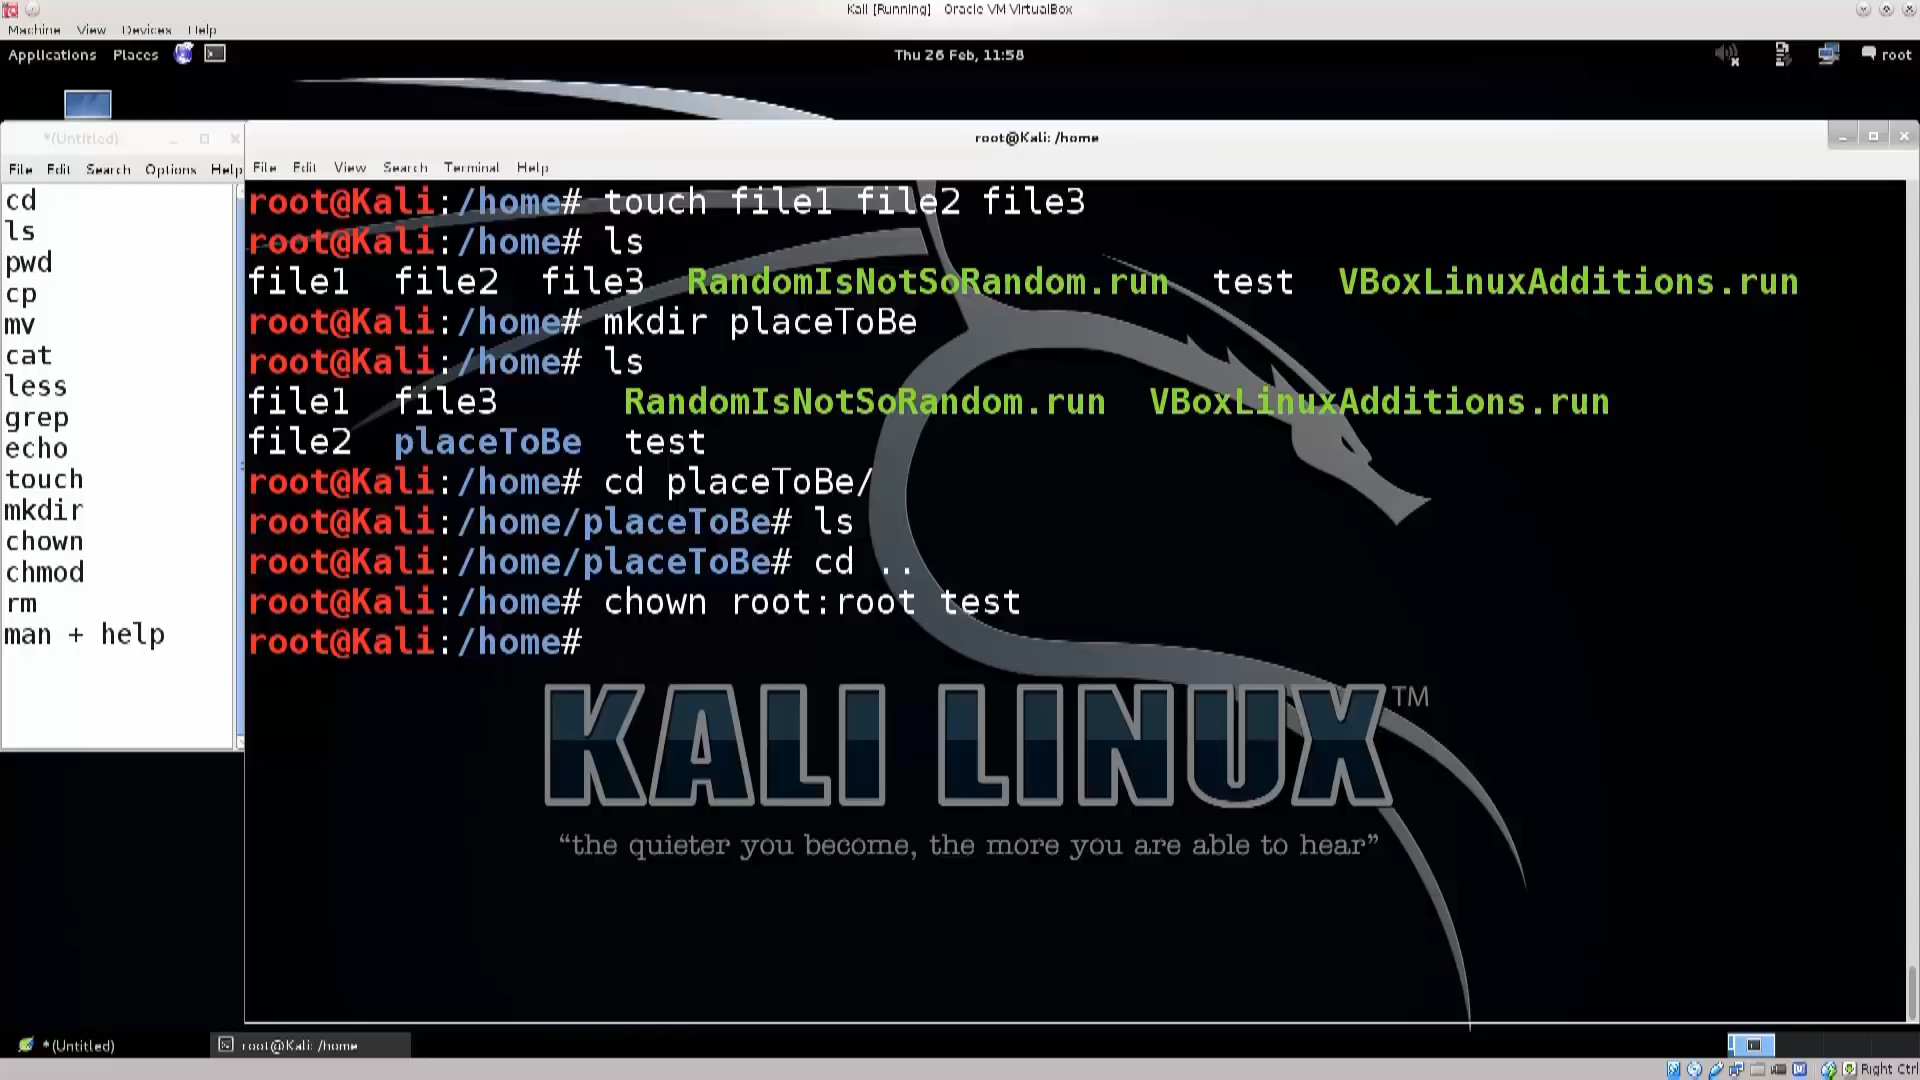 Kali [Running] - Oracle VM VirtualBox
Machine View Devices Help
Applications Places
Thu 26 Feb, 11:58
root
*(Untitled)
File Edit Search Options Help
cd
ls
pwd
cp
mv
cat
less
grep
echo
touch
mkdir
chown
chmod
rm
man + help
root@Kali: /home
File Edit View Search Terminal Help
root@Kali:/home# touch file1 file2 file3
root@Kali:/home# ls
file1 file2 file3 RandomIsNotSoRandom.run test VBoxLinuxAdditions.run
root@Kali:/home# mkdir placeToBe
root@Kali:/home# ls
file1 file3 RandomIsNotSoRandom.run VBoxLinuxAdditions.run
file2 placeToBe test
root@Kali:/home# cd placeToBe/
root@Kali:/home/placeToBe# ls
root@Kali:/home/placeToBe# cd ..
root@Kali:/home# chown root:root test
root@Kali:/home#
KALI LINUX™
“the quieter you become, the more you are able to hear”
*(Untitled)
root@Kali: /home
Right Ctrl